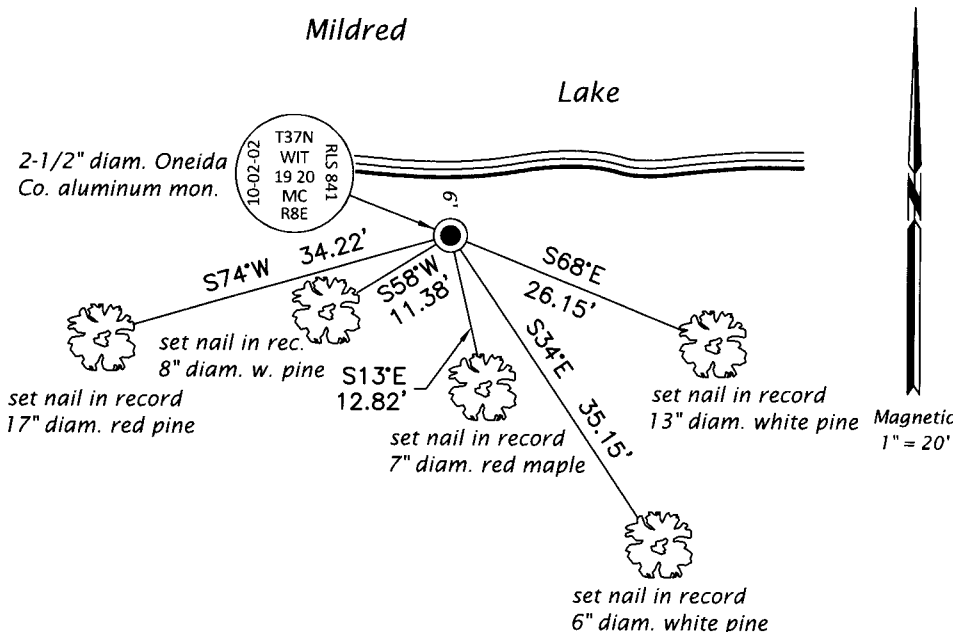 Mildred
Lake
2-1/2" diam. Oneida
Co. aluminum mon.
10-02-02
T37N
WIT
19 20
MC
R8E
RLS 841
6'
S74°W 34.22'
S58°W
11.38'
S68°E
26.15'
S13°E
12.82'
S34°E
35.15'
set nail in rec.
8" diam. w. pine
set nail in record
17" diam. red pine
set nail in record
7" diam. red maple
set nail in record
13" diam. white pine
set nail in record
6" diam. white pine
N
Magnetic
1" = 20'